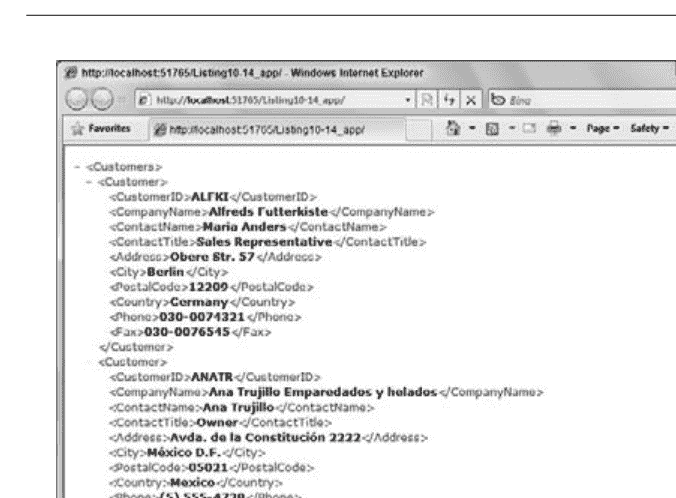 http://localhost:51765/Listing10-14_app/ - Windows Internet Explorer
http://localhost:51765/Listing10-14_app/ Bing
Favorites http://localhost:51765/Listing10-14_app/ Page Safety
- <Customers>
- <Customer>
<CustomerID>ALFKI</CustomerID>
<CompanyName>Alfreds Futterkiste</CompanyName>
<ContactName>Maria Anders</ContactName>
<ContactTitle>Sales Representative</ContactTitle>
<Address>Obere Str. 57</Address>
<City>Berlin</City>
<PostalCode>12209</PostalCode>
<Country>Germany</Country>
<Phone>030-0074321</Phone>
<Fax>030-0076545</Fax>
</Customer>
<Customer>
<CustomerID>ANATR</CustomerID>
<CompanyName>Ana Trujillo Emparedados y helados</CompanyName>
<ContactName>Ana Trujillo</ContactName>
<ContactTitle>Owner</ContactTitle>
<Address>Avda. de la Constitución 2222</Address>
<City>México D.F.</City>
<PostalCode>05021</PostalCode>
<Country>Mexico</Country>
<Phone>(5) 555-4729</Phone>